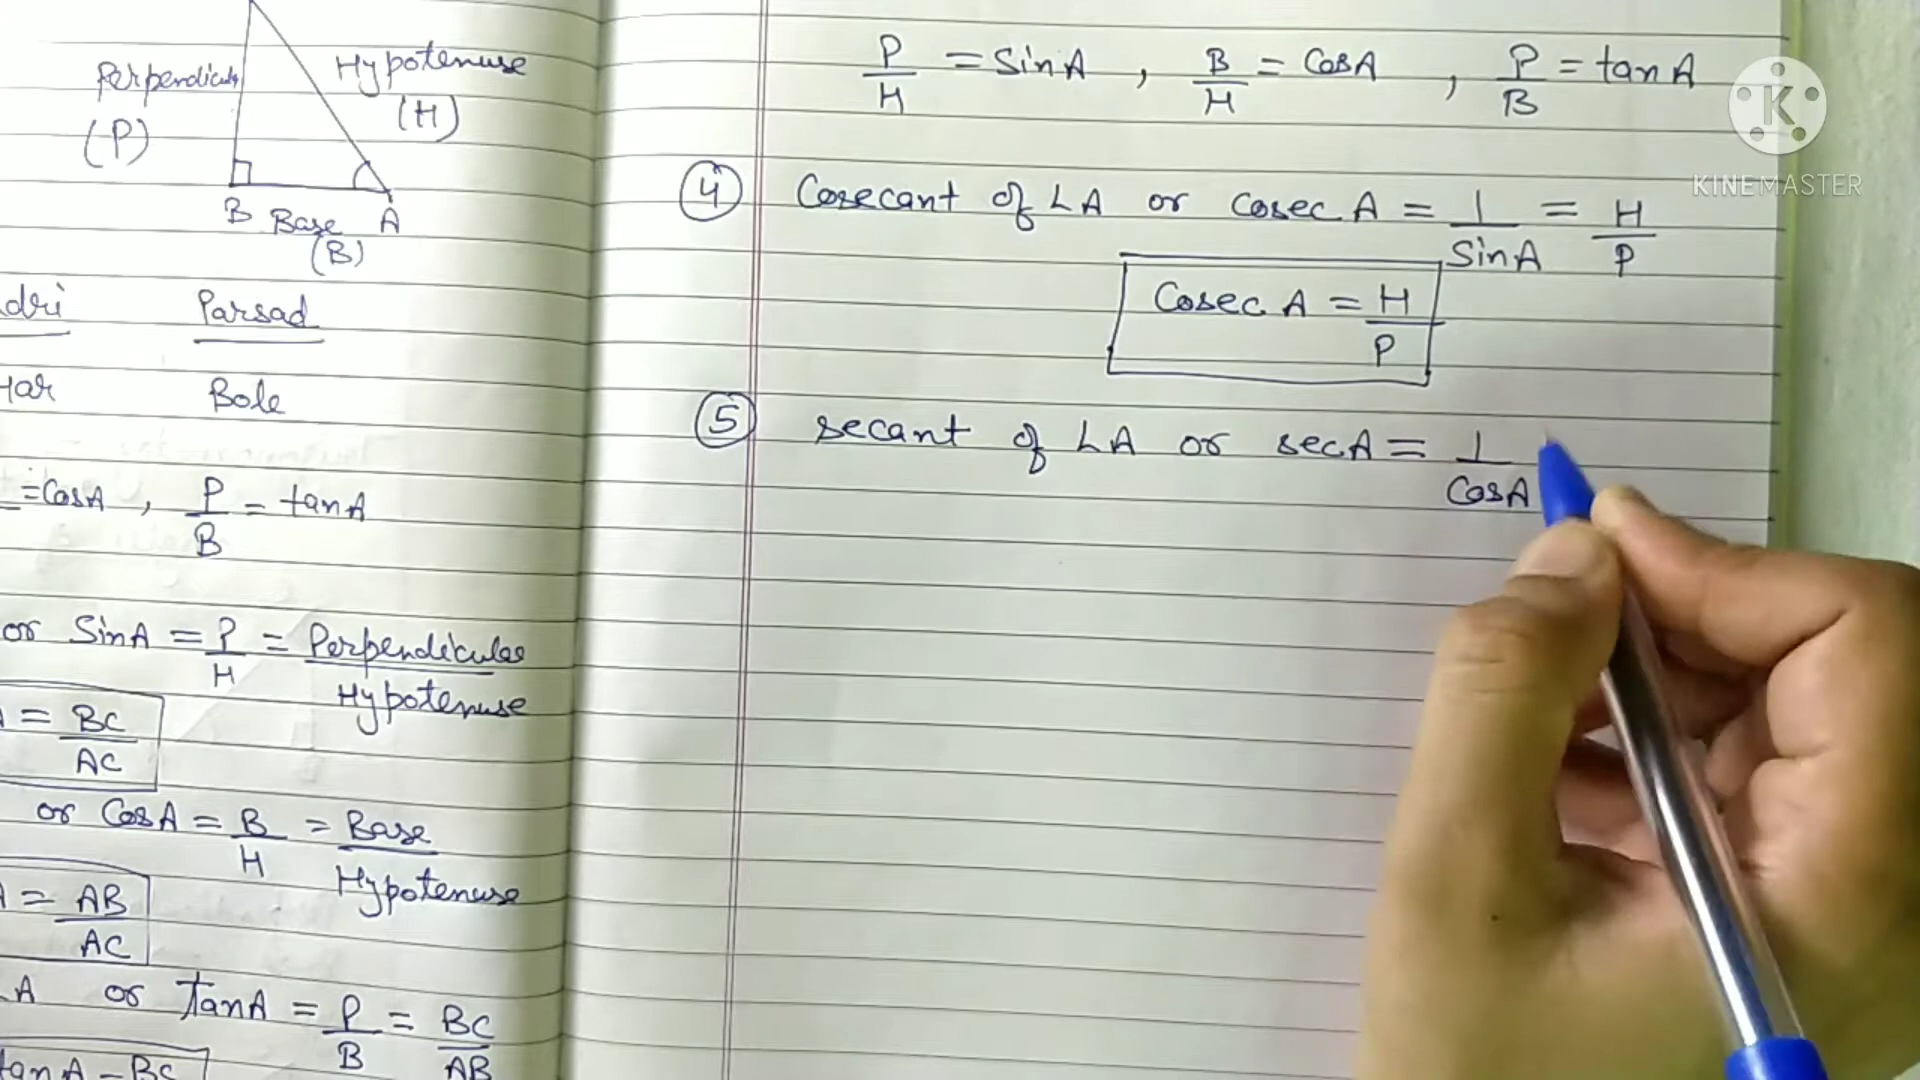 Hypotenuse
(H)
(P)
B Base A
(B)
Parsad
Bole
=CosA , P/B = tanA
or SinA = P/H = Perpendicular/Hypotenuse
= BC/AC
or CosA = B/H = Base/Hypotenuse
= AB/AC
A or TanA = P/B = BC/AB
P/H = SinA , B/H = CosA , P/B = tanA
KINEMASTER
④ Cosecant of ∠A or cosec A = 1/SinA = H/P
Cosec A = H/P
⑤ secant of ∠A or secA = 1/CosA